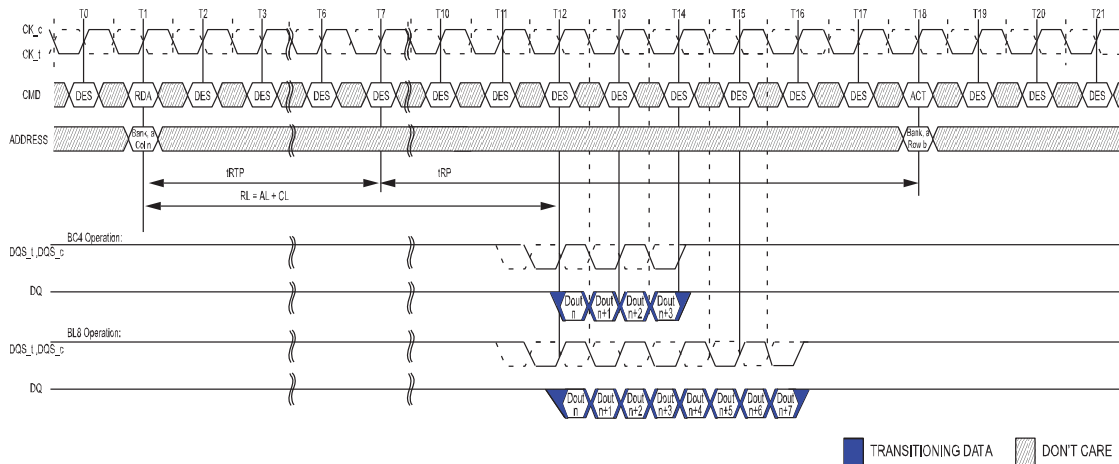 T0 T1 T2 T3 T6 T7 T10 T11 T12 T13 T14 T15 T16 T17 T18 T19 T20 T21
CK_c
CK_t
CMD DES RDA DES DES DES DES DES DES DES DES DES DES DES DES ACT DES DES DES
ADDRESS Bank, a Bank, a
Col n Row b
tRTP tRP
RL = AL + CL
BC4 Operation:
DQS_t ,DQS_c
DQ Dout Dout Dout Dout
n n+1 n+2 n+3
BL8 Operation:
DQS_t ,DQS_c
DQ Dout Dout Dout Dout Dout Dout Dout Dout
n n+1 n+2 n+3 n+4 n+5 n+6 n+7
TRANSITIONING DATA DON'T CARE